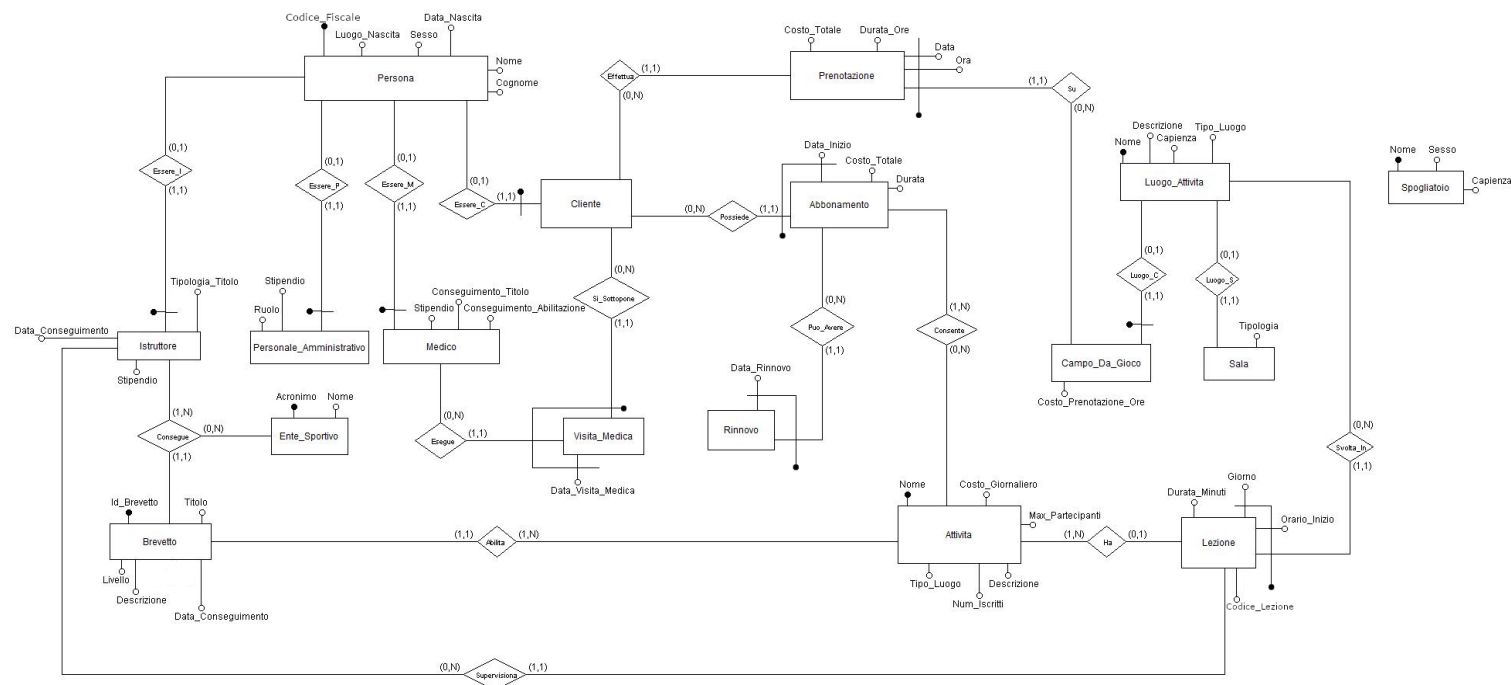 Codice_Fiscale
Data_Nascita
Luogo_Nascita
Sesso
Persona
Nome
Cognome
(0,1)
Essere_I
(1,1)
(0,1)
Essere_P
(1,1)
(0,1)
Essere_M
(1,1)
(0,1)
Essere_C
(1,1)
Cliente
Effettua
(1,1)
(0,N)
Costo_Totale
Durata_Ore
Prenotazione
Data
Ora
(1,1)
Su
(0,N)
Data_Inizio
Costo_Totale
Durata
Abbonamento
(0,N)
Possiede
(1,1)
Descrizione
Tipo_Luogo
Nome
Capienza
Luogo_Attivita
Nome
Sesso
Spogliatoio
Capienza
(0,1)
Luogo_C
(1,1)
(0,1)
Luogo_S
(1,1)
Tipologia_Titolo
Data_Conseguimento
Istruttore
Stipendio
Stipendio
Ruolo
Personale_Amministrativo
Conseguimento_Titolo
Stipendio
Conseguimento_Abilitazione
Medico
(0,N)
Si_Sottopone
(1,1)
(0,N)
Puo_Avere
(1,1)
(1,N)
Consente
(0,N)
Campo_Da_Gioco
Costo_Prenotazione_Ore
Tipologia
Sala
Data_Rinnovo
Rinnovo
(1,N)
Consegue
(0,N)
(1,1)
Acronimo
Nome
Ente_Sportivo
(0,N)
Esegue
(1,1)
Visita_Medica
Data_Visita_Medica
(0,N)
Svolta_In
(1,1)
Id_Brevetto
Titolo
Brevetto
Livello
Descrizione
Data_Conseguimento
(1,1)
Abilita
(1,N)
Nome
Costo_Giornaliero
Max_Partecipanti
Attivita
Tipo_Luogo
Descrizione
Num_Iscritti
(1,N)
Ha
(0,1)
Giorno
Durata_Minuti
Orario_Inizio
Lezione
Codice_Lezione
(0,N)
Supervisiona
(1,1)